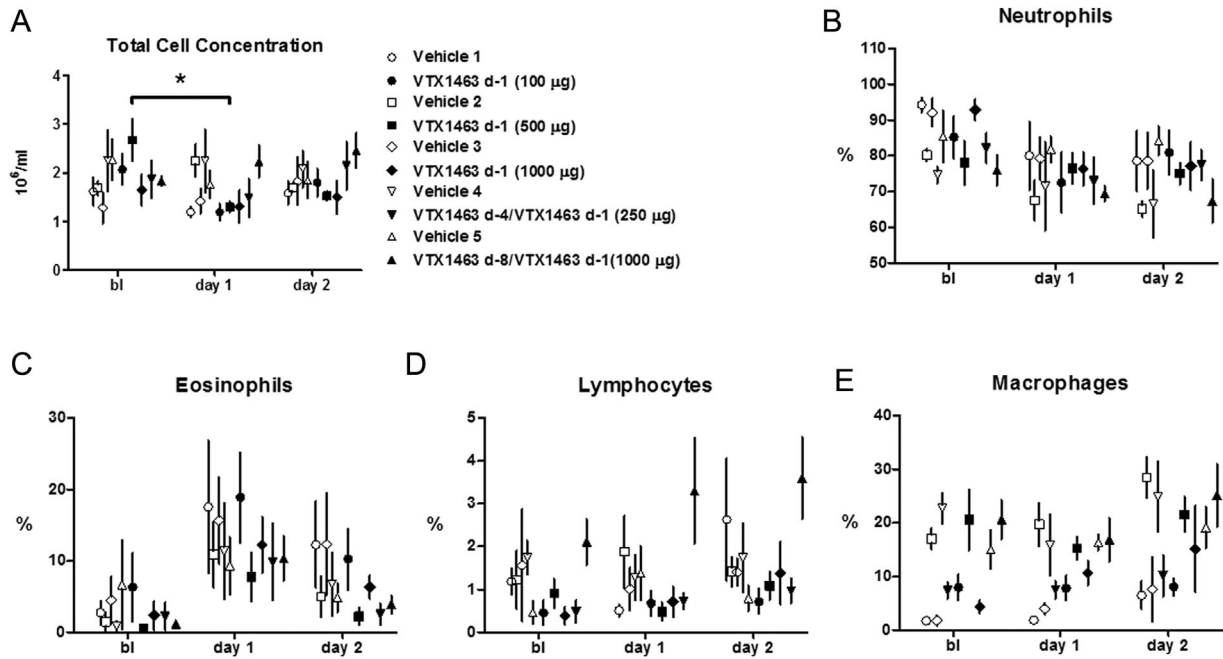 A
Total Cell Concentration
4
3
2
1
0
10⁶/ml
*
bl day 1 day 2
Vehicle 1
VTX1463 d-1 (100 μg)
Vehicle 2
VTX1463 d-1 (500 μg)
Vehicle 3
VTX1463 d-1 (1000 μg)
Vehicle 4
VTX1463 d-4/VTX1463 d-1 (250 μg)
Vehicle 5
VTX1463 d-8/VTX1463 d-1(1000 μg)
B
Neutrophils
110
100
90
80
70
60
50
%
bl day 1 day 2
C
Eosinophils
30
20
10
0
%
bl day 1 day 2
D
Lymphocytes
5
4
3
2
1
0
%
bl day 1 day 2
E
Macrophages
40
30
20
10
0
%
bl day 1 day 2